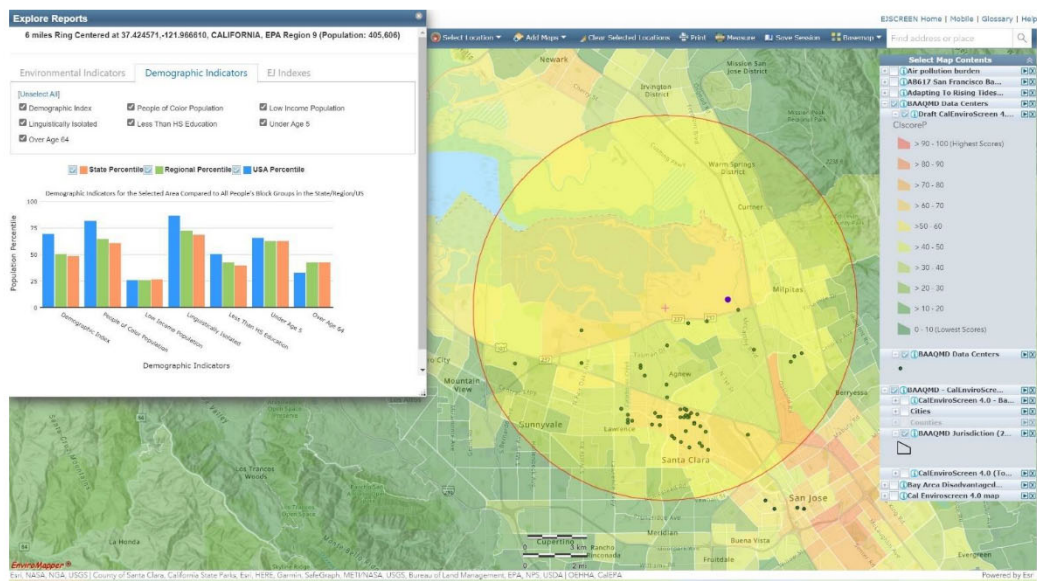 Explore Reports
6 miles Ring Centered at 37.424571,-121.966610, CALIFORNIA, EPA Region 9 (Population: 405,606)
Environmental Indicators
Demographic Indicators
EJ Indexes
[Unselect All]
Demographic Index
People of Color Population
Low Income Population
Linguistically Isolated
Less Than HS Education
Under Age 5
Over Age 64
State Percentile
Regional Percentile
USA Percentile
Demographic Indicators for the Selected Area Compared to All People's Block Groups in the State/Region/US
Population Percentile
100
75
50
25
0
Demographic Index
People of Color Population
Low Income Population
Linguistically Isolated
Less Than HS Education
Under Age 5
Over Age 64
Demographic Indicators
EJSCREEN Home | Mobile | Glossary | Help
Select Location
Add Maps
Clear Selected Locations
Print
Measure
Save Session
Basemap
Find address or place
Select Map Contents
Air pollution burden
AB617 San Francisco Ba...
Adapting To Rising Tides...
BAAQMD Data Centers
Draft CalEnviroScreen 4....
CIscoreP
> 90 - 100 (Highest Scores)
> 80 - 90
> 70 - 80
> 60 - 70
>50 - 60
> 40 - 50
> 30 - 40
> 20 - 30
> 10 - 20
0 - 10 (Lowest Scores)
BAAQMD Data Centers
BAAQMD - CalEnviroScre...
CalEnviroScreen 4.0 - Ba...
Cities
Counties
BAAQMD Jurisdiction (2...
CalEnviroScreen 4.0 (To...
Bay Area Disadvantaged...
Cal Enviroscreen 4.0 map
Newark
Mission San
Jose District
Irvington
District
Warm Springs
District
Curtner
Milpitas
237
237
Agnew
Mountain
View
Sunnyvale
Lawrence
Santa Clara
Berryessa
San Jose
Los Trances
Woods
La Honda
84
Cupertino
Rancho
Rinconada
Meridian
Buena Vista
Fruitdale
Evergreen
0 3 km
0 2 mi
EnviroMapper
Esri, NASA, NGA, USGS | County of Santa Clara, California State Parks, Esri, HERE, Garmin, SafeGraph, METI/NASA, USGS, Bureau of Land Management, EPA, NPS, USDA | OEHHA, CalEPA
Powered by Esri